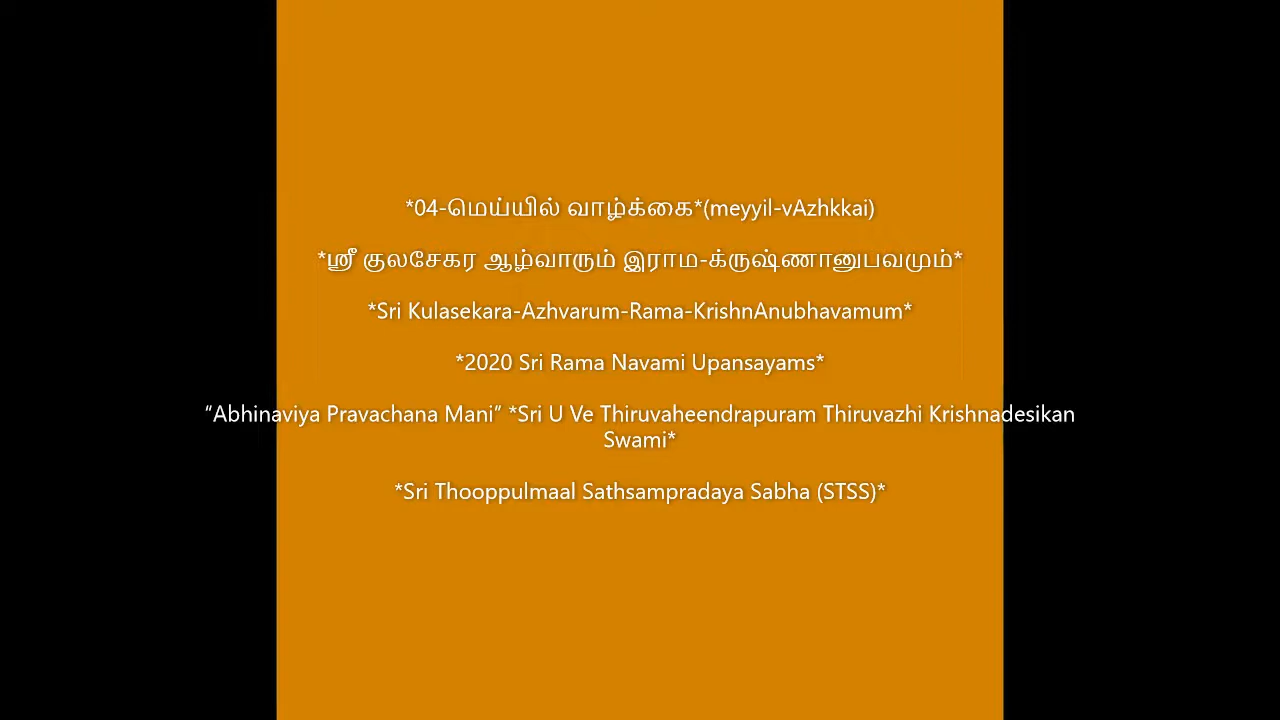 *04-மெய்யில் வாழ்க்கை*(meyyil-vAzhkkai)
*ஸ்ரீ குலசேகர ஆழ்வாரும் இராம-க்ருஷ்ணானுபவமும்*
*Sri Kulasekara-Azhvarum-Rama-KrishnAnubhavamum*
*2020 Sri Rama Navami Upansayams*
“Abhinaviya Pravachana Mani” *Sri U Ve Thiruvaheendrapuram Thiruvazhi Krishnadesikan
Swami*
*Sri Thooppulmaal Sathsampradaya Sabha (STSS)*